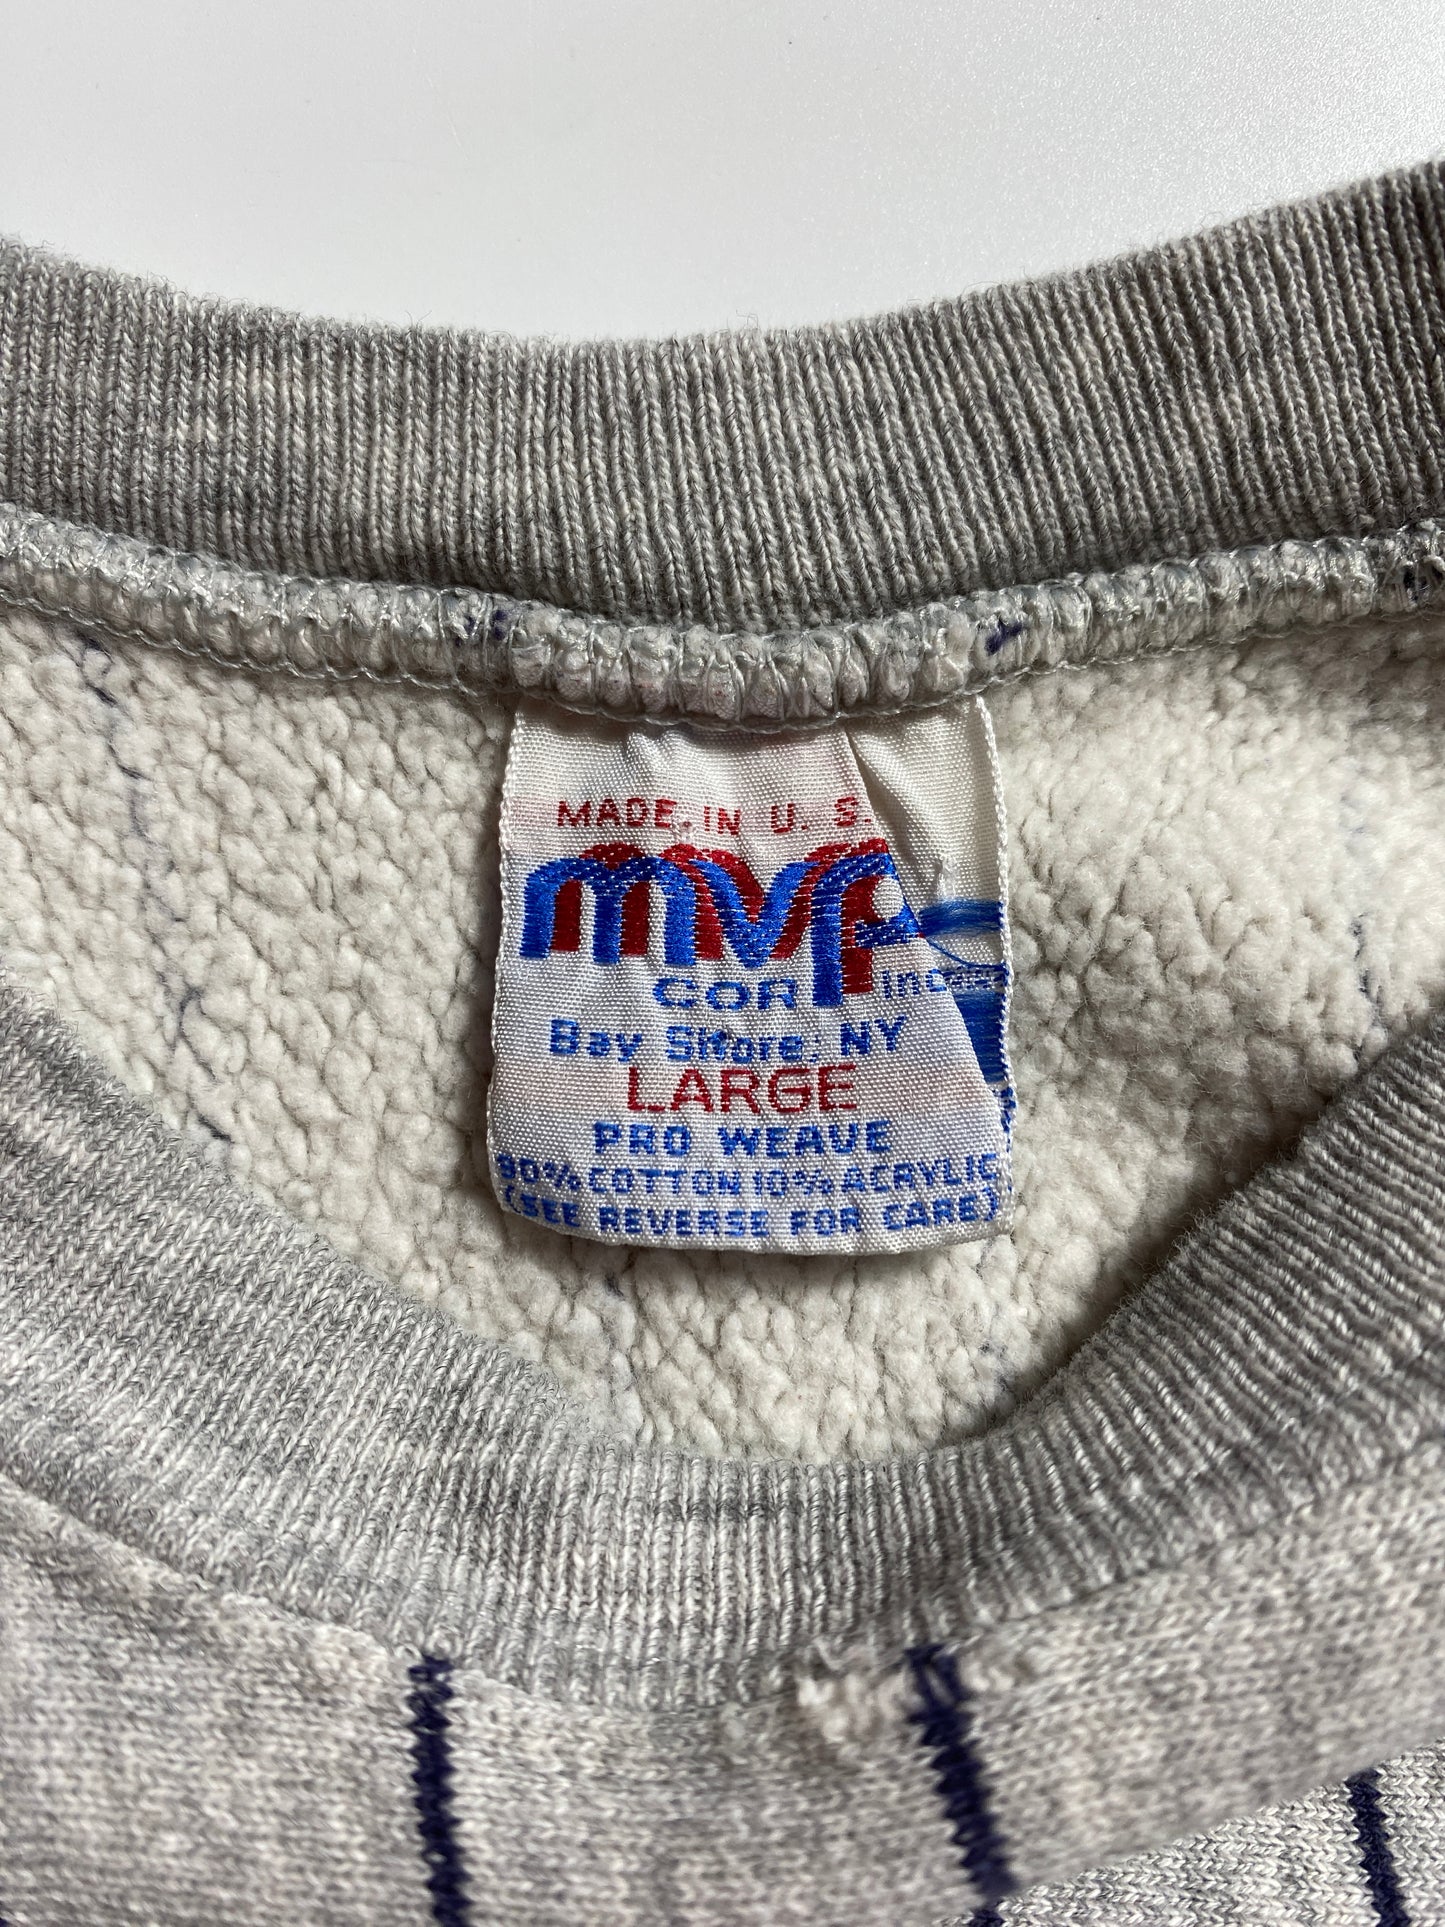 MADE IN U. S.
mvp
COR
Bay Shore, NY
LARGE
PRO WEAVE
90% COTTON 10% ACRYLIC
(SEE REVERSE FOR CARE)